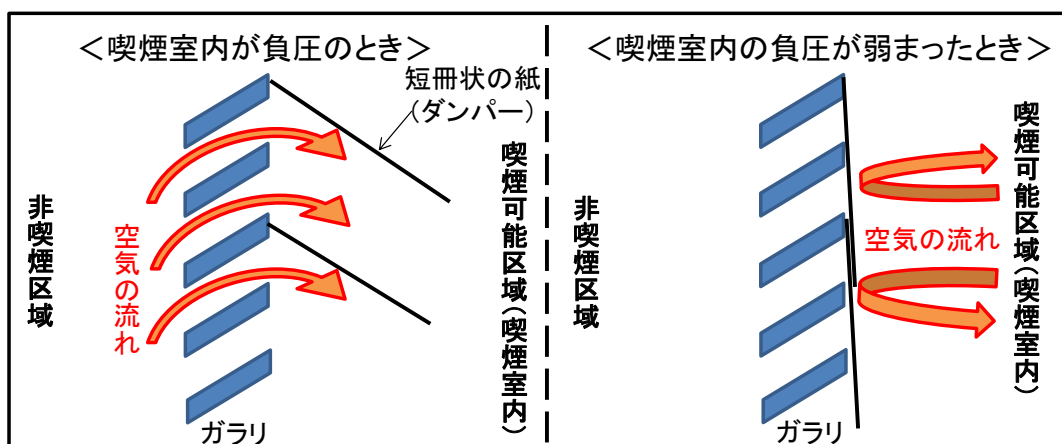 ＜喫煙室内が負圧のとき＞
短冊状の紙
（ダンパー）
非喫煙区域
空気の流れ
喫煙可能区域（喫煙室内）
ガラリ
＜喫煙室内の負圧が弱まったとき＞
非喫煙区域
空気の流れ
喫煙可能区域（喫煙室内）
ガラリ